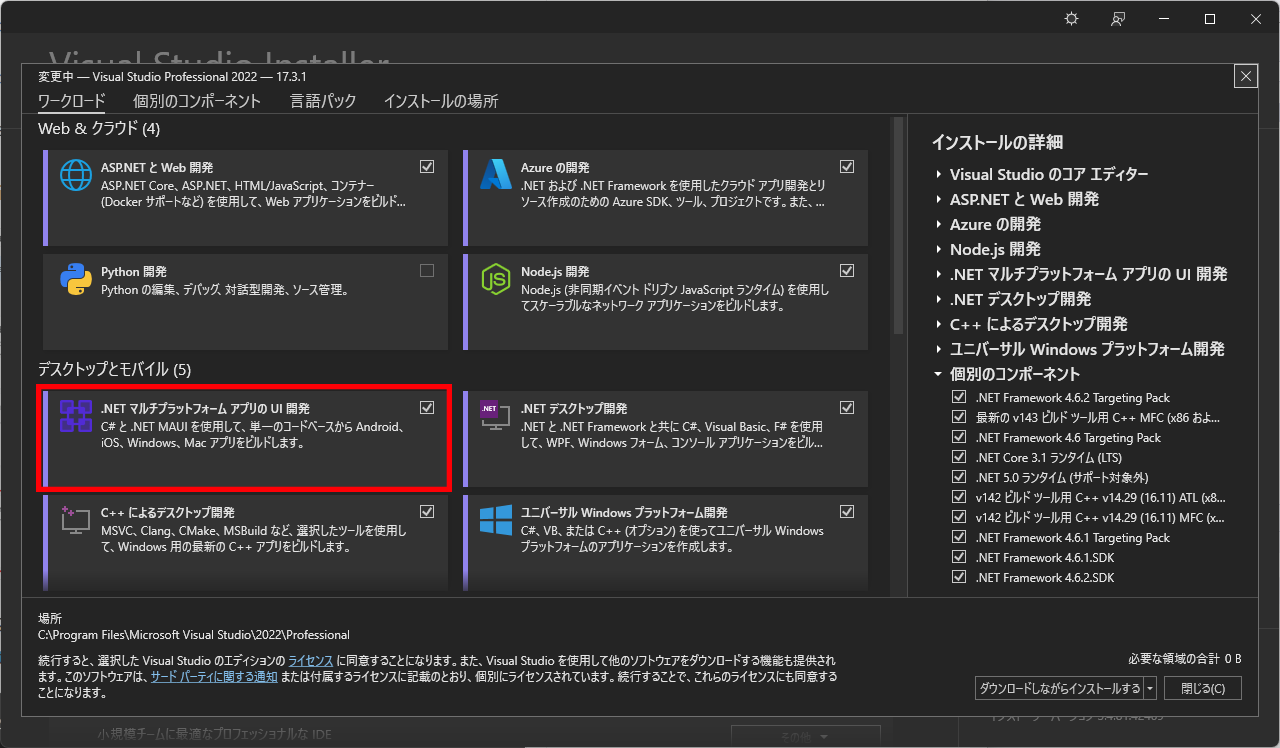 Visual Studio Installer
変更中 — Visual Studio Professional 2022 — 17.3.1
ワークロード 個別のコンポーネント 言語パック インストールの場所
Web & クラウド (4)
ASP.NET と Web 開発
ASP.NET Core、ASP.NET、HTML/JavaScript、コンテナー
(Docker サポートなど) を使用して、Web アプリケーションをビルド...
Azure の開発
.NET および .NET Framework を使用したクラウド アプリ開発とリ
ソース作成のための Azure SDK、ツール、プロジェクトです。また、...
Python 開発
Python の編集、デバッグ、対話型開発、ソース管理。
JS
Node.js 開発
Node.js (非同期イベント ドリブン JavaScript ランタイム) を使用し
てスケーラブルなネットワーク アプリケーションをビルドします。
デスクトップとモバイル (5)
.NET マルチプラットフォーム アプリの UI 開発
C# と .NET MAUI を使用して、単一のコードベースから Android、
iOS、Windows、Mac アプリをビルドします。
.NET
.NET デスクトップ開発
.NET と .NET Framework と共に C#、Visual Basic、F# を使用
して、WPF、Windows フォーム、コンソール アプリケーションをビル...
C++ によるデスクトップ開発
MSVC、Clang、CMake、MSBuild など、選択したツールを使用し
て、Windows 用の最新の C++ アプリをビルドします。
ユニバーサル Windows プラットフォーム開発
C#、VB、または C++ (オプション) を使ってユニバーサル Windows
プラットフォームのアプリケーションを作成します。
インストールの詳細
Visual Studio のコア エディター
ASP.NET と Web 開発
Azure の開発
Node.js 開発
.NET マルチプラットフォーム アプリの UI 開発
.NET デスクトップ開発
C++ によるデスクトップ開発
ユニバーサル Windows プラットフォーム開発
個別のコンポーネント
.NET Framework 4.6.2 Targeting Pack
最新の v143 ビルド ツール用 C++ MFC (x86 およ...
.NET Framework 4.6 Targeting Pack
.NET Core 3.1 ランタイム (LTS)
.NET 5.0 ランタイム (サポート対象外)
v142 ビルド ツール用 C++ v14.29 (16.11) ATL (x8...
v142 ビルド ツール用 C++ v14.29 (16.11) MFC (x...
.NET Framework 4.6.1 Targeting Pack
.NET Framework 4.6.1.SDK
.NET Framework 4.6.2.SDK
場所
C:\Program Files\Microsoft Visual Studio\2022\Professional
続行すると、選択した Visual Studio のエディションの ライセンス に同意することになります。また、Visual Studio を使用して他のソフトウェアをダウンロードする機能も提供され
ます。このソフトウェアは、サード パーティに関する通知 または付属するライセンスに記載のとおり、個別にライセンスされています。続行することで、これらのライセンスにも同意する
ことになります。
必要な領域の合計 0 B
ダウンロードしながらインストールする 閉じる(C)
小規模チームに最適なプロフェッショナルな IDE
その他